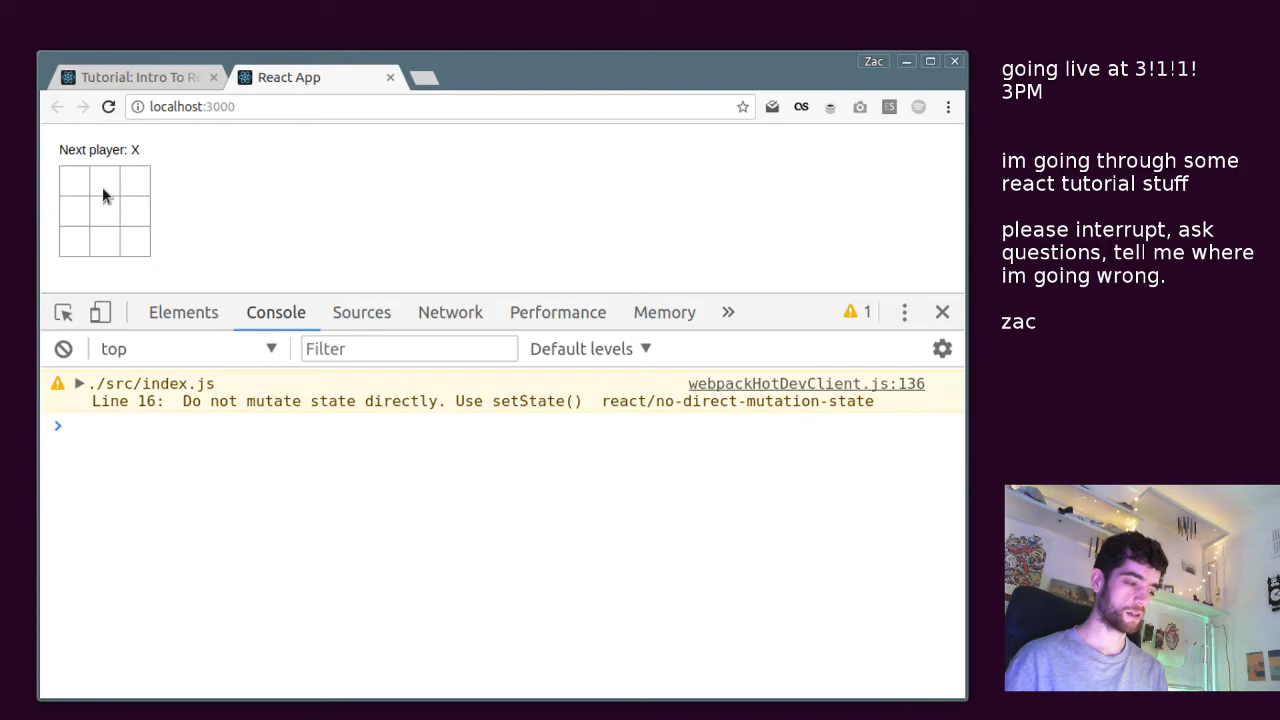 going live at 3!1!1!
3PM
im going through some
react tutorial stuff
please interrupt, ask
questions, tell me where
im going wrong.
zac
Zac
Tutorial: Intro To Re
React App
localhost:3000
OS
ES
Next player: X
Elements
Console
Sources
Network
Performance
Memory
1
top
Filter
Default levels
./src/index.js
webpackHotDevClient.js:136
Line 16: Do not mutate state directly. Use setState() react/no-direct-mutation-state